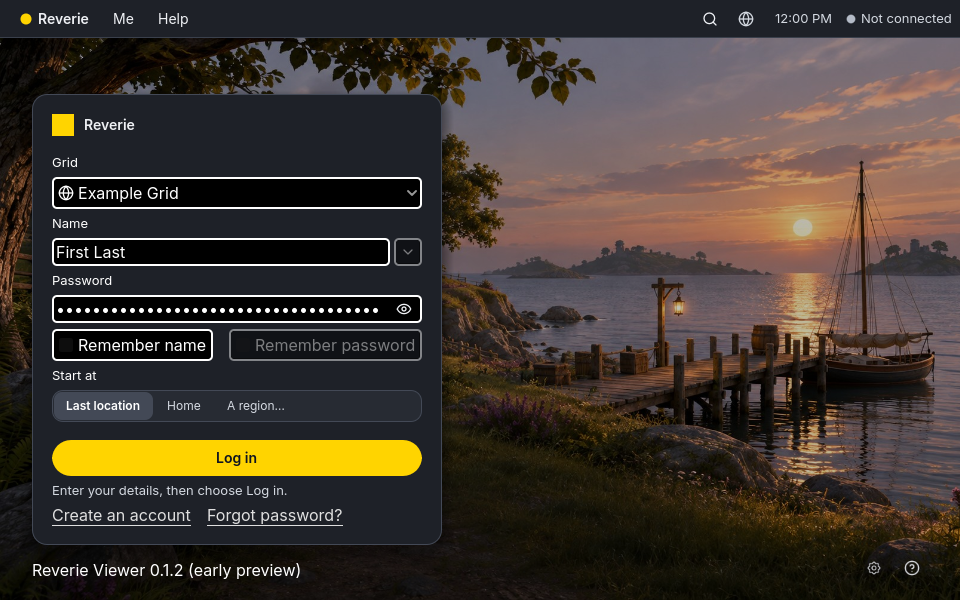 Reverie Me Help 12:00 PM Not connected
Reverie
Grid
Example Grid
Name
First Last
Password
Remember name Remember password
Start at
Last location Home A region...
Log in
Enter your details, then choose Log in.
Create an account Forgot password?
Reverie Viewer 0.1.2 (early preview)